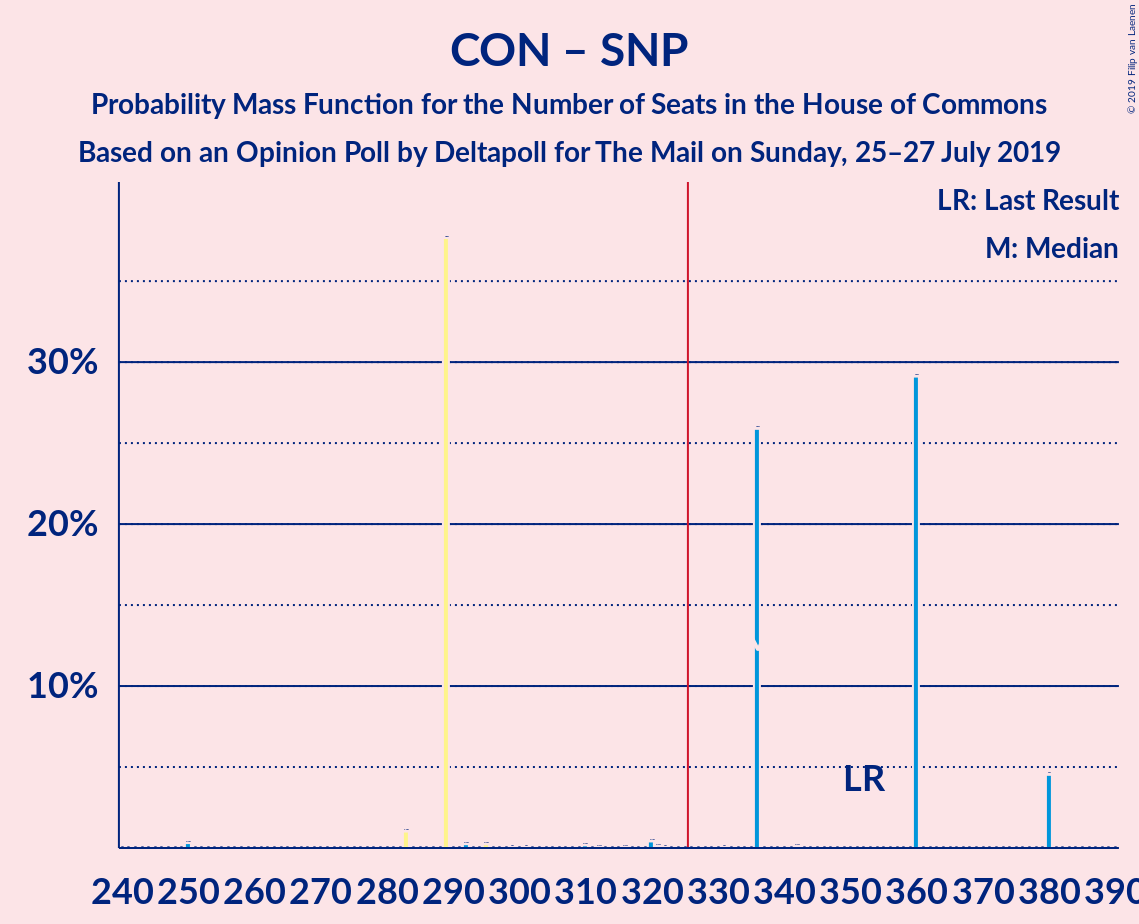 CON – SNP
Probability Mass Function for the Number of Seats in the House of Commons
Based on an Opinion Poll by Deltapoll for The Mail on Sunday, 25–27 July 2019
© 2019 Filip van Laenen
LR: Last Result
M: Median
30%
20%
10%
LR
240 250 260 270 280 290 300 310 320 330 340 350 360 370 380 390